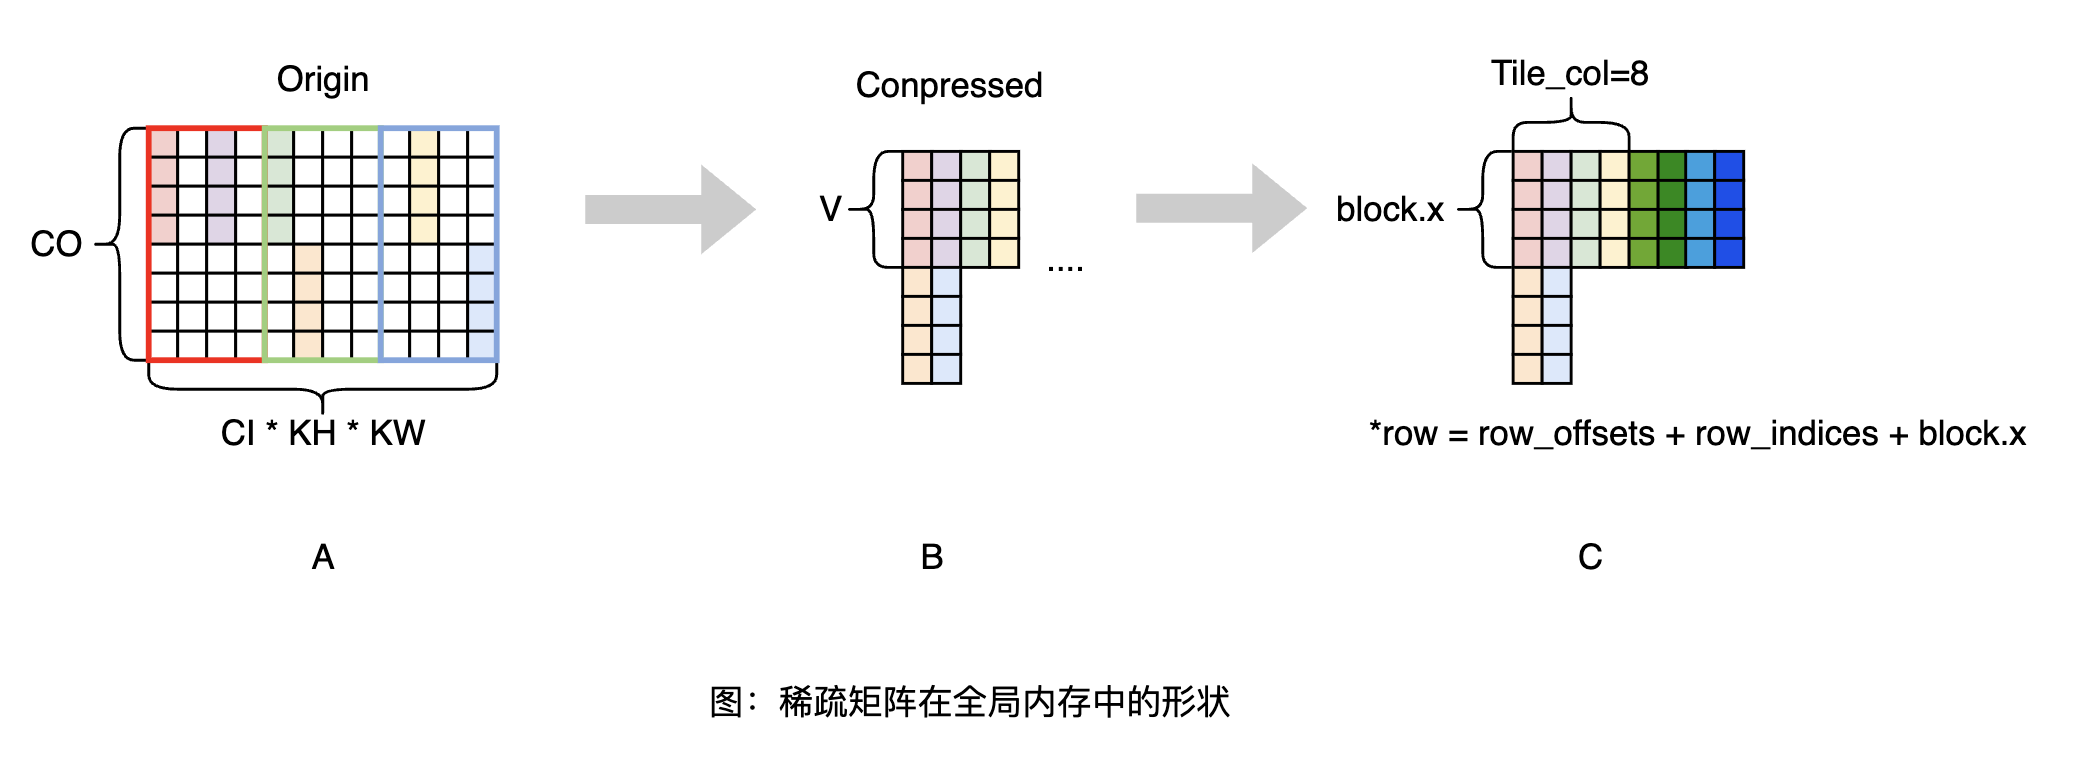 Origin
Conpressed
Tile_col=8
CO
V
block.x
....
CI * KH * KW
*row = row_offsets + row_indices + block.x
A
B
C
图：稀疏矩阵在全局内存中的形状